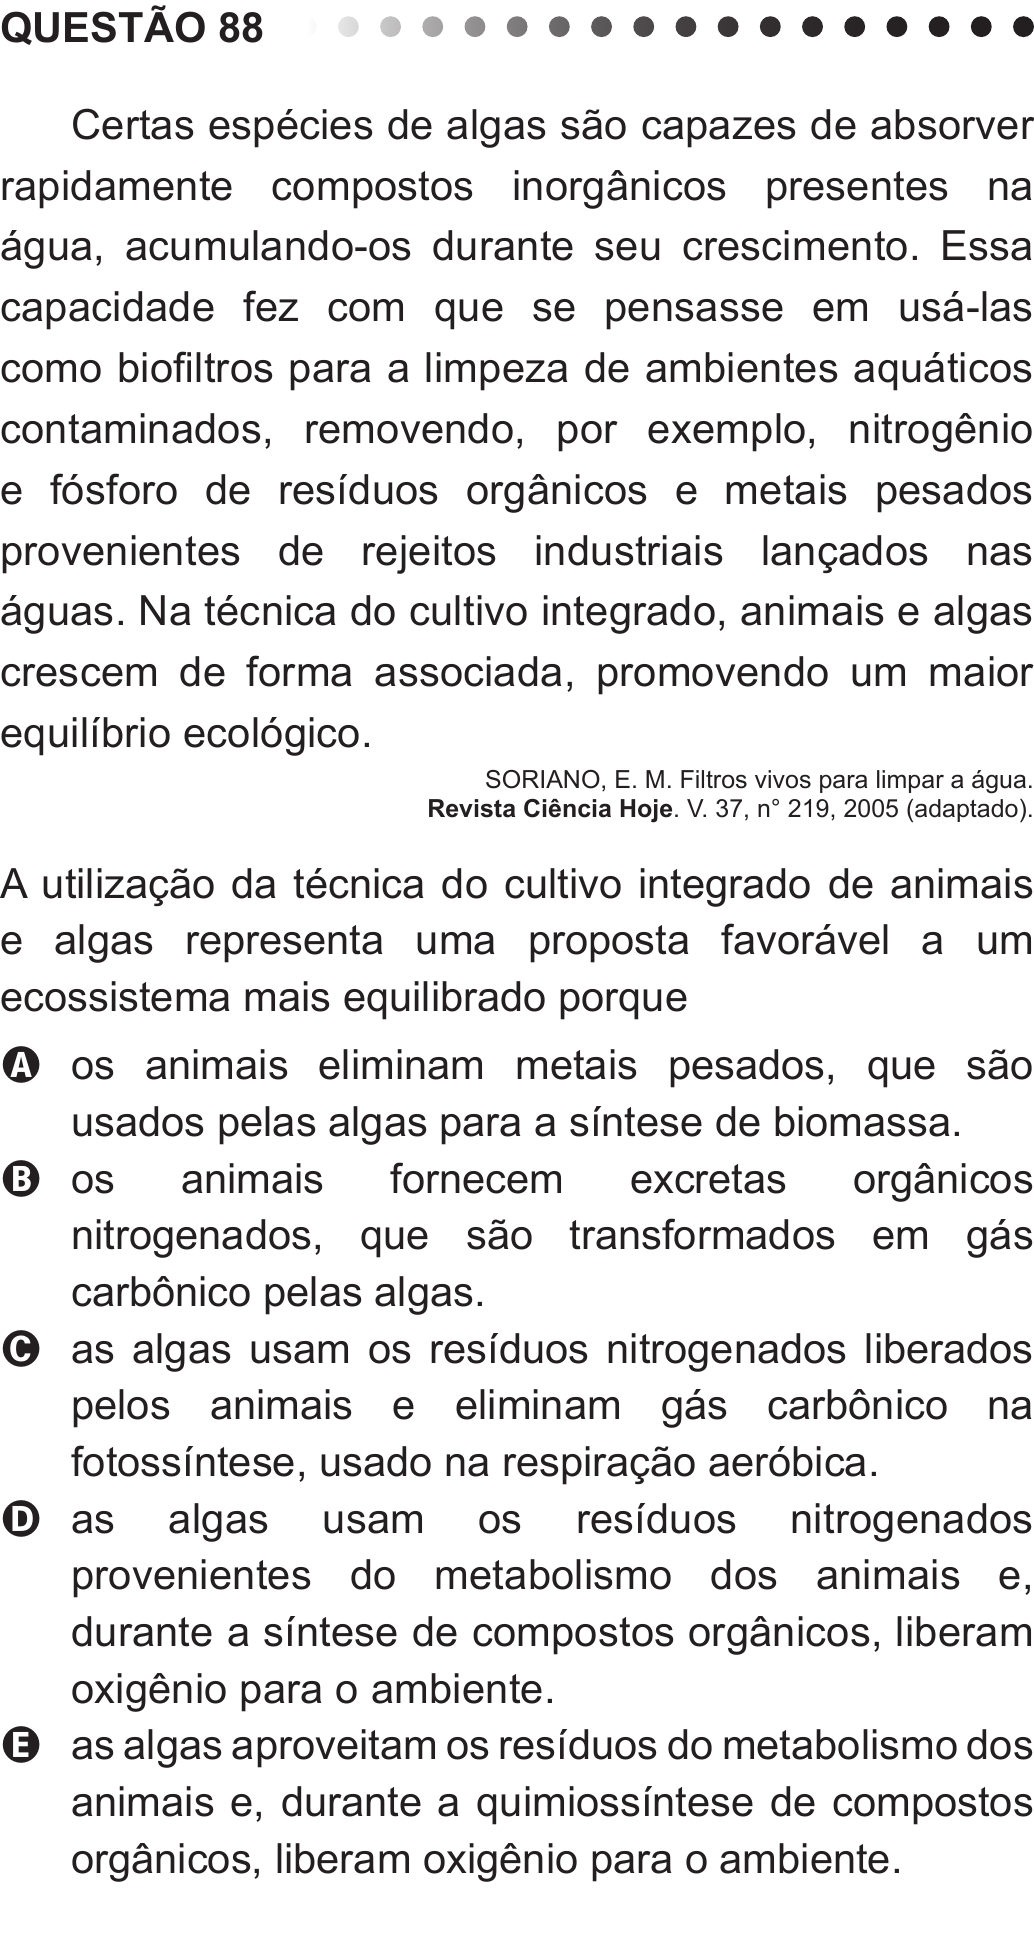 QUESTÃO 88
Certas espécies de algas são capazes de absorver
rapidamente compostos inorgânicos presentes na
água, acumulando-os durante seu crescimento. Essa
capacidade fez com que se pensasse em usá-las
como biofiltros para a limpeza de ambientes aquáticos
contaminados, removendo, por exemplo, nitrogênio
e fósforo de resíduos orgânicos e metais pesados
provenientes de rejeitos industriais lançados nas
águas. Na técnica do cultivo integrado, animais e algas
crescem de forma associada, promovendo um maior
equilíbrio ecológico.
SORIANO, E. M. Filtros vivos para limpar a água.
Revista Ciência Hoje. V. 37, n° 219, 2005 (adaptado).
A utilização da técnica do cultivo integrado de animais
e algas representa uma proposta favorável a um
ecossistema mais equilibrado porque
A os animais eliminam metais pesados, que são
usados pelas algas para a síntese de biomassa.
B os animais fornecem excretas orgânicos
nitrogenados, que são transformados em gás
carbônico pelas algas.
C as algas usam os resíduos nitrogenados liberados
pelos animais e eliminam gás carbônico na
fotossíntese, usado na respiração aeróbica.
D as algas usam os resíduos nitrogenados
provenientes do metabolismo dos animais e,
durante a síntese de compostos orgânicos, liberam
oxigênio para o ambiente.
E as algas aproveitam os resíduos do metabolismo dos
animais e, durante a quimiossíntese de compostos
orgânicos, liberam oxigênio para o ambiente.